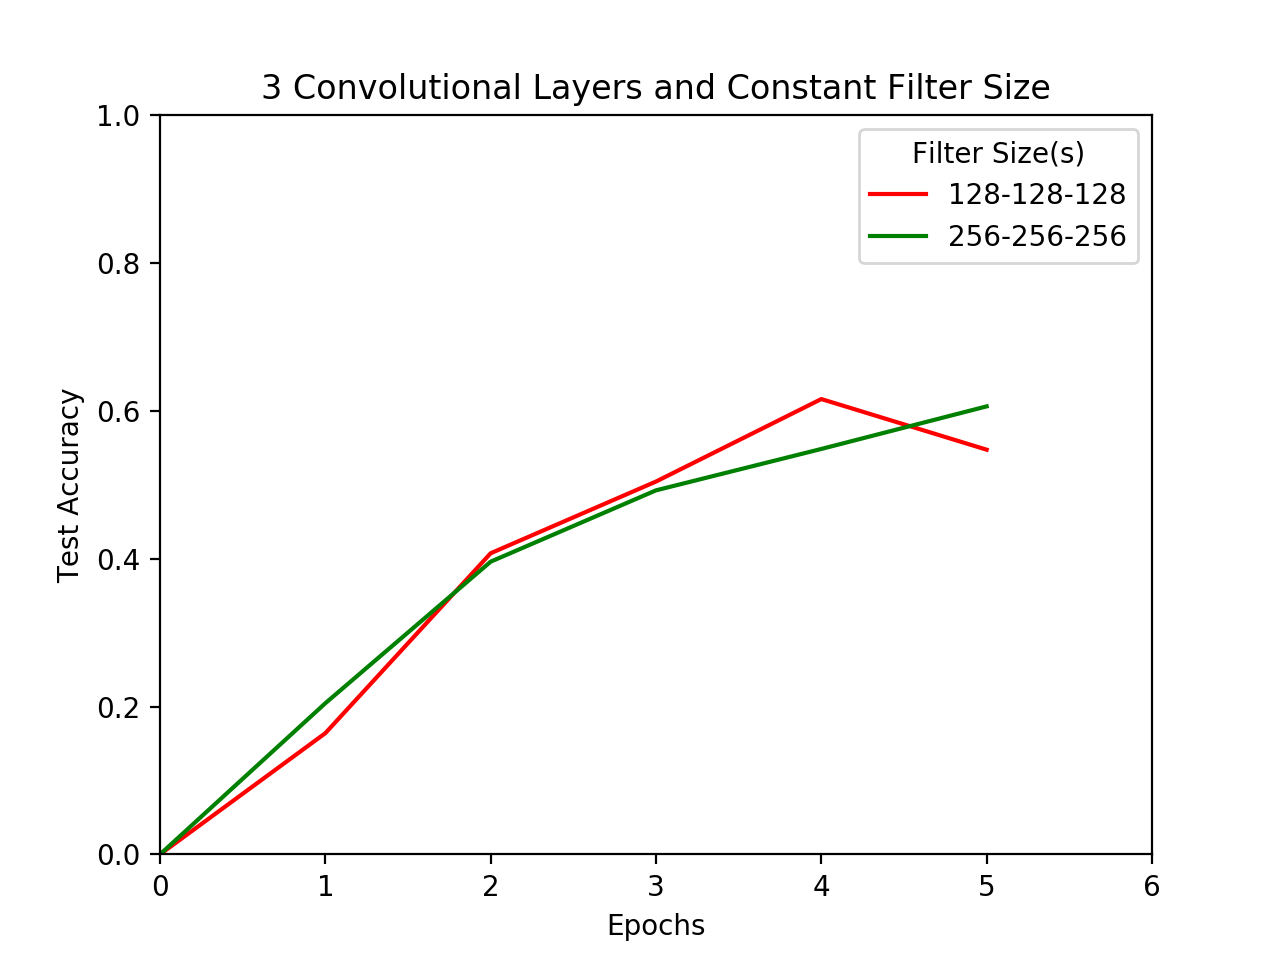 3 Convolutional Layers and Constant Filter Size
1.0
0.8
0.6
0.4
0.2
0.0
Test Accuracy
Filter Size(s)
128-128-128
256-256-256
0 1 2 3 4 5 6
Epochs